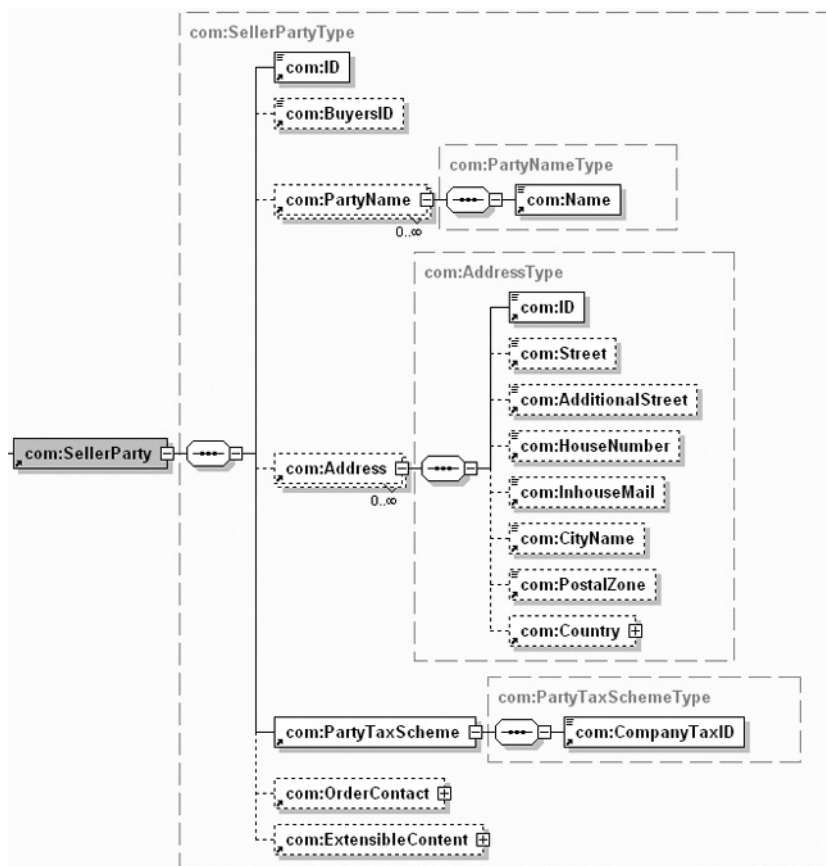 com:SellerPartyType
com:ID
com:BuyersID
com:PartyNameType
com:PartyName
com:Name
0..∞
com:AddressType
com:ID
com:Street
com:AdditionalStreet
com:HouseNumber
com:SellerParty
com:Address
0..∞
com:InhouseMail
com:CityName
com:PostalZone
com:Country
com:PartyTaxSchemeType
com:PartyTaxScheme
com:CompanyTaxID
com:OrderContact
com:ExtensibleContent